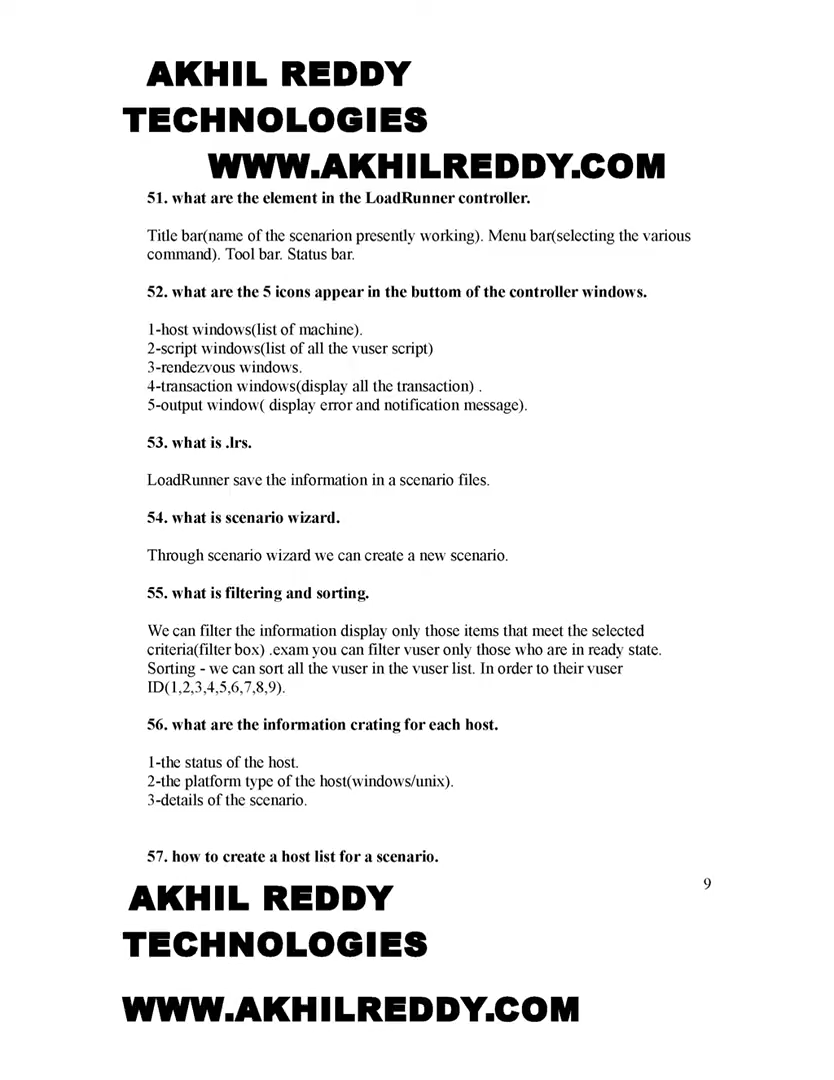 AKHIL REDDY
TECHNOLOGIES
WWW.AKHILREDDY.COM
51. what are the element in the LoadRunner controller.
Title bar(name of the scenarion presently working). Menu bar(selecting the various
command). Tool bar. Status bar.
52. what are the 5 icons appear in the buttom of the controller windows.
1-host windows(list of machine).
2-script windows(list of all the vuser script)
3-rendezvous windows.
4-transaction windows(display all the transaction) .
5-output window( display error and notification message).
53. what is .lrs.
LoadRunner save the information in a scenario files.
54. what is scenario wizard.
Through scenario wizard we can create a new scenario.
55. what is filtering and sorting.
We can filter the information display only those items that meet the selected
criteria(filter box) .exam you can filter vuser only those who are in ready state.
Sorting - we can sort all the vuser in the vuser list. In order to their vuser
ID(1,2,3,4,5,6,7,8,9).
56. what are the information crating for each host.
1-the status of the host.
2-the platform type of the host(windows/unix).
3-details of the scenario.
57. how to create a host list for a scenario.
9
AKHIL REDDY
TECHNOLOGIES
WWW.AKHILREDDY.COM